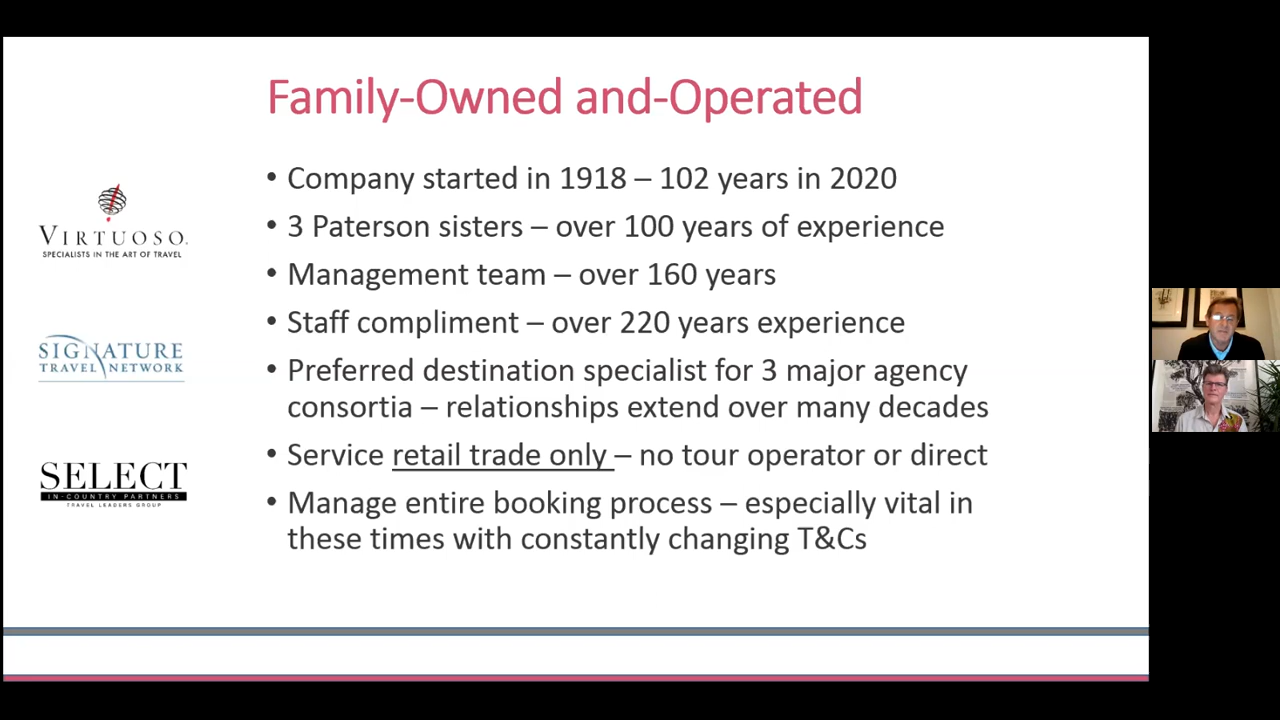 Family-Owned and-Operated
• Company started in 1918 – 102 years in 2020
• 3 Paterson sisters – over 100 years of experience
• Management team – over 160 years
• Staff compliment – over 220 years experience
• Preferred destination specialist for 3 major agency
consortia – relationships extend over many decades
• Service retail trade only – no tour operator or direct
• Manage entire booking process – especially vital in
these times with constantly changing T&Cs
VIRTUOSO.
SPECIALISTS IN THE ART OF TRAVEL
SIGNATURE
TRAVEL NETWORK
SELECT
IN-COUNTRY PARTNERS
TRAVEL LEADERS GROUP